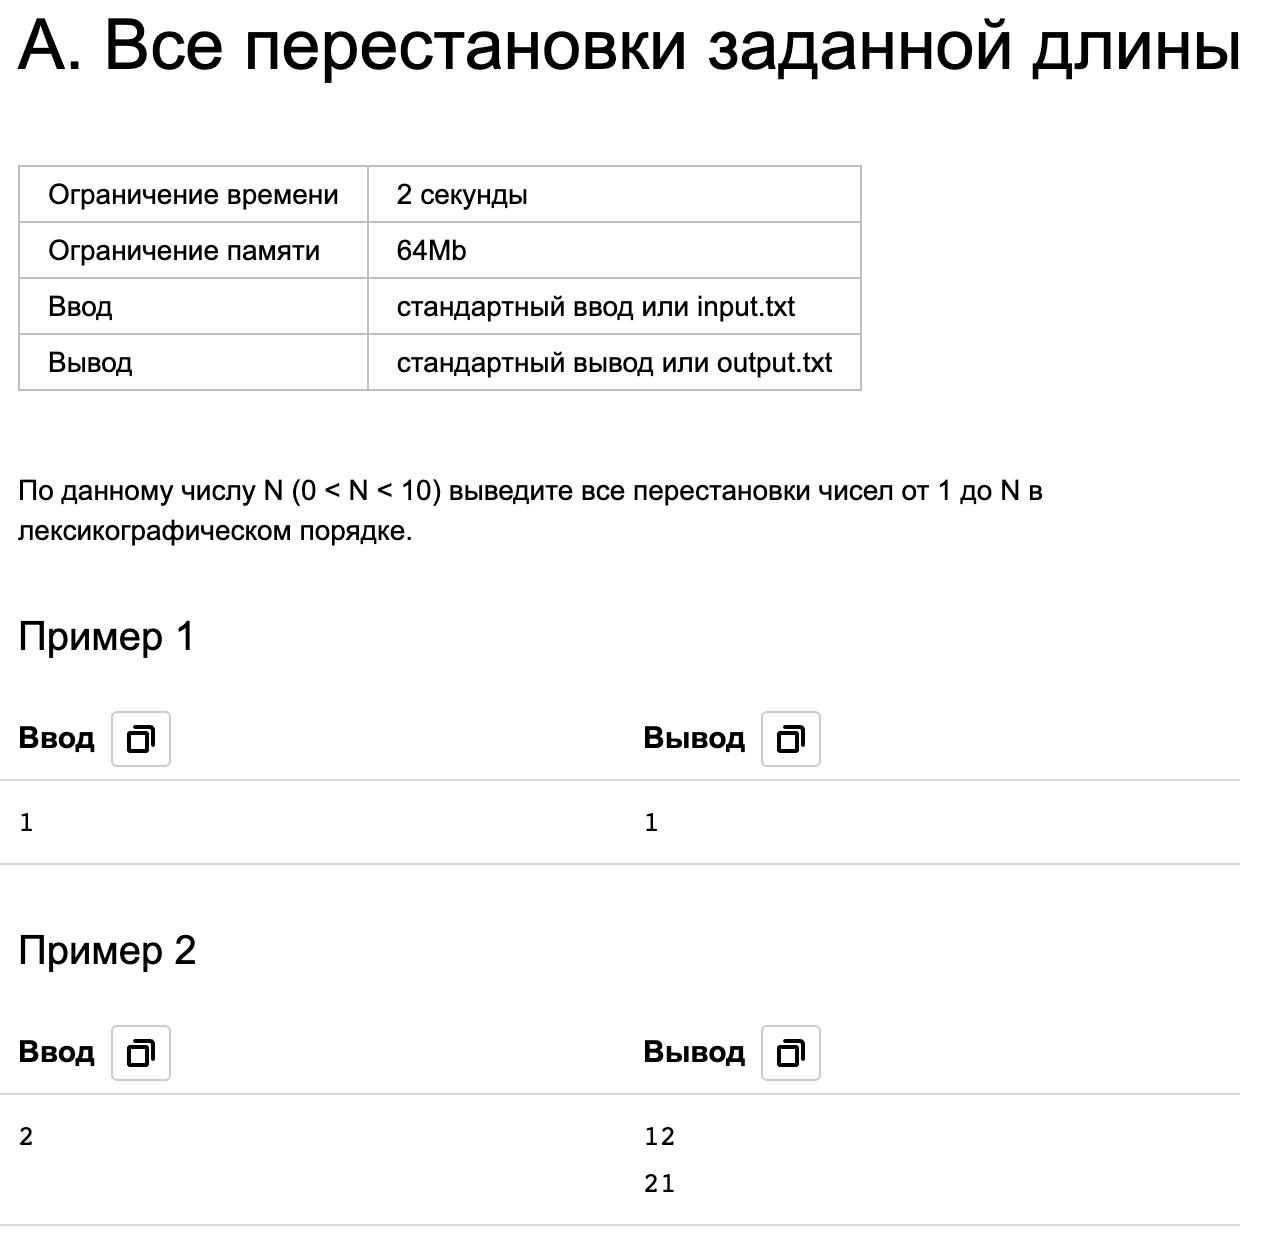 А. Все перестановки заданной длины
Ограничение времени 2 секунды
Ограничение памяти 64Mb
Ввод стандартный ввод или input.txt
Вывод стандартный вывод или output.txt
По данному числу N (0 < N < 10) выведите все перестановки чисел от 1 до N в
лексикографическом порядке.
Пример 1
Ввод Вывод
1 1
Пример 2
Ввод Вывод
2 12
21